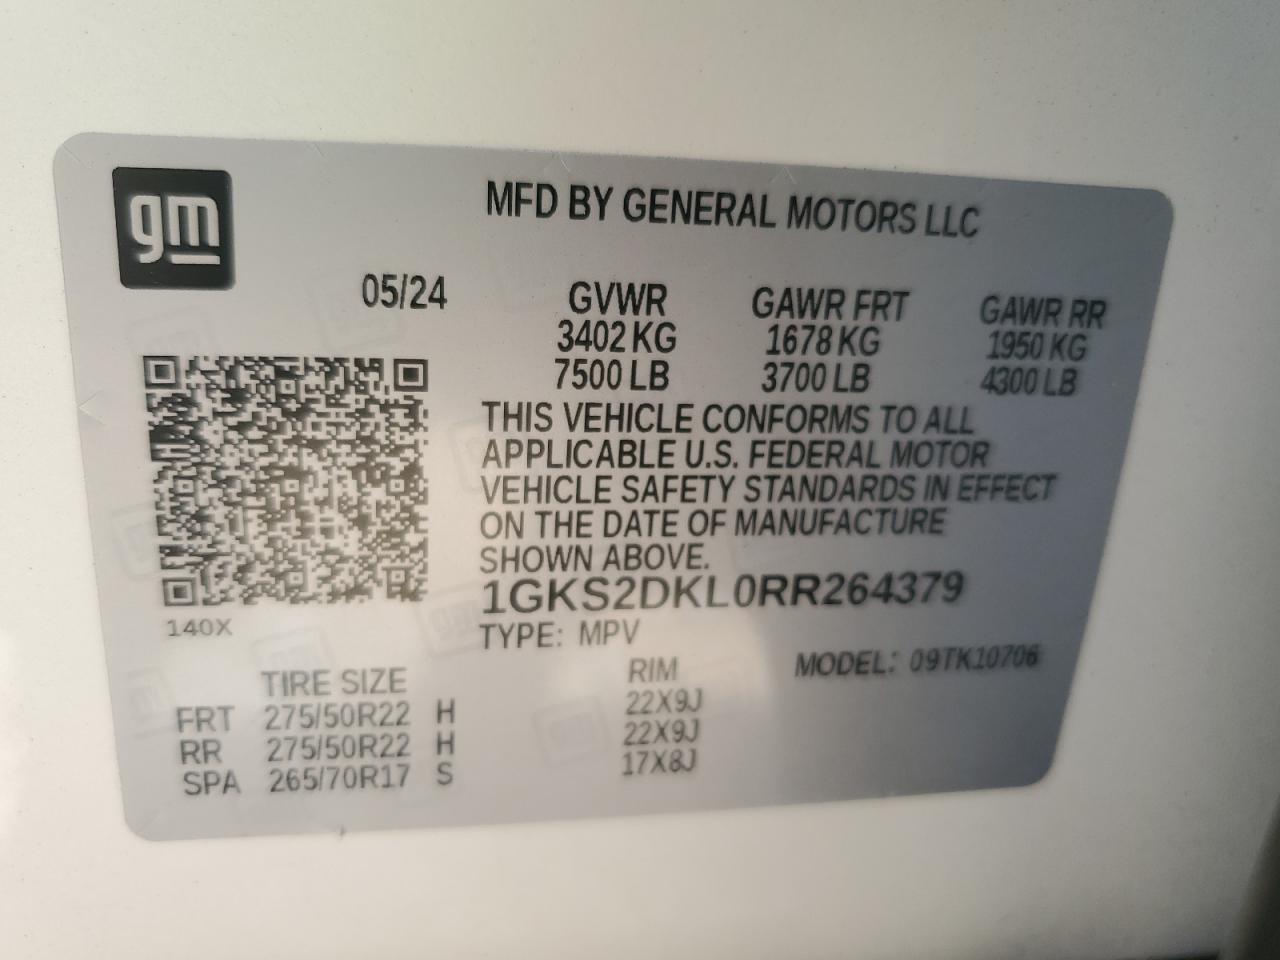 gm
MFD BY GENERAL MOTORS LLC
05/24 GVWR GAWR FRT GAWR RR
3402 KG 1678 KG 1950 KG
7500 LB 3700 LB 4300 LB
THIS VEHICLE CONFORMS TO ALL
APPLICABLE U.S. FEDERAL MOTOR
VEHICLE SAFETY STANDARDS IN EFFECT
ON THE DATE OF MANUFACTURE
SHOWN ABOVE.
1GKS2DKL0RR264379
140X
TYPE: MPV
MODEL: 09TK10706
TIRE SIZE RIM
FRT 275/50R22 H 22X9J
RR 275/50R22 H 22X9J
SPA 265/70R17 S 17X8J